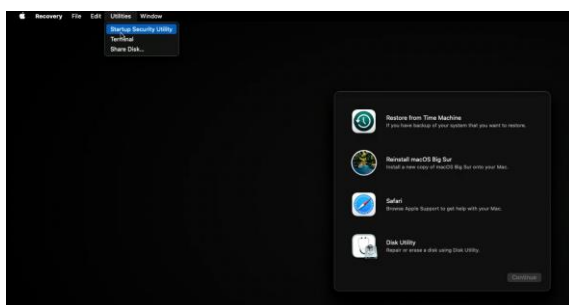 Recovery File Edit Utilities Window
Startup Security Utility
Terminal
Share Disk...
Restore from Time Machine
If you have backup of your system that you want to restore.
Reinstall macOS Big Sur
Install a new copy of macOS Big Sur onto your Mac.
Safari
Browse Apple Support to get help with your Mac.
Disk Utility
Repair or erase a disk using Disk Utility.
Continue